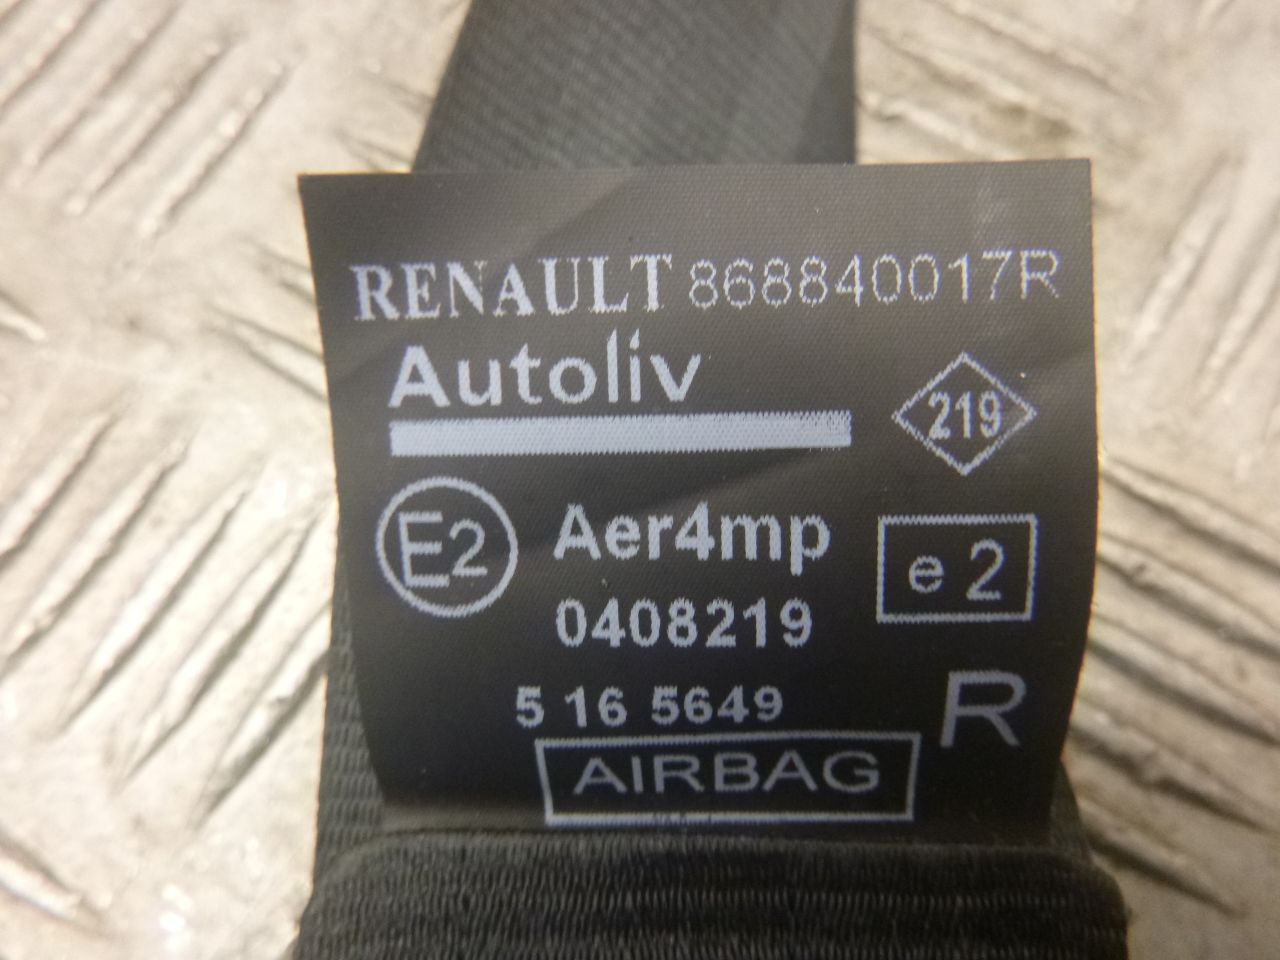 RENAULT 868840017R
Autoliv
219
E2 Aer4mp e 2
0408219
5 16 5649 R
AIRBAG